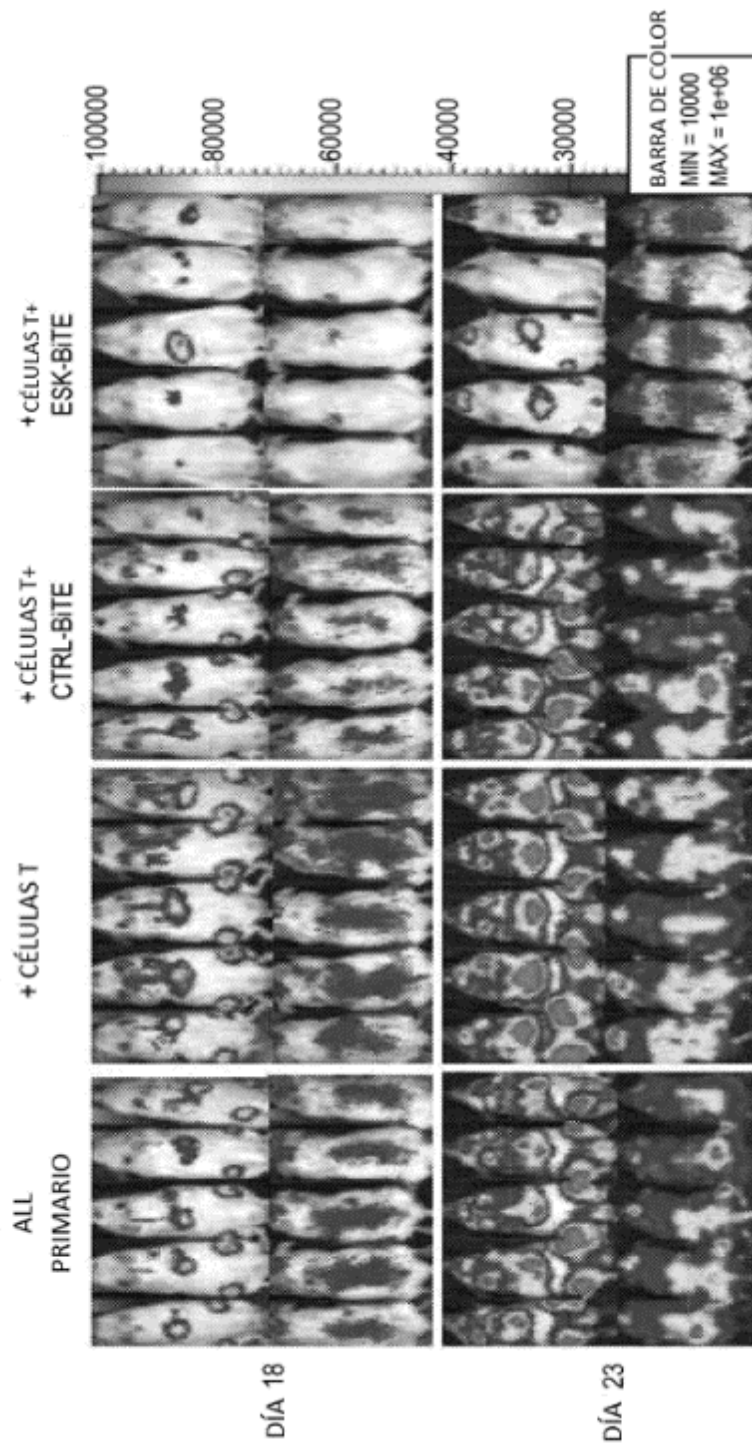 ALL
PRIMARIO
+ CÉLULAS T
+ CÉLULAS T+
CTRL-BiTE
+CÉLULAS T+
ESK-BiTE
DÍA 18
DÍA 23
100000
80000
60000
40000
30000
BARRA DE COLOR
MIN = 10000
MAX = 1e+06